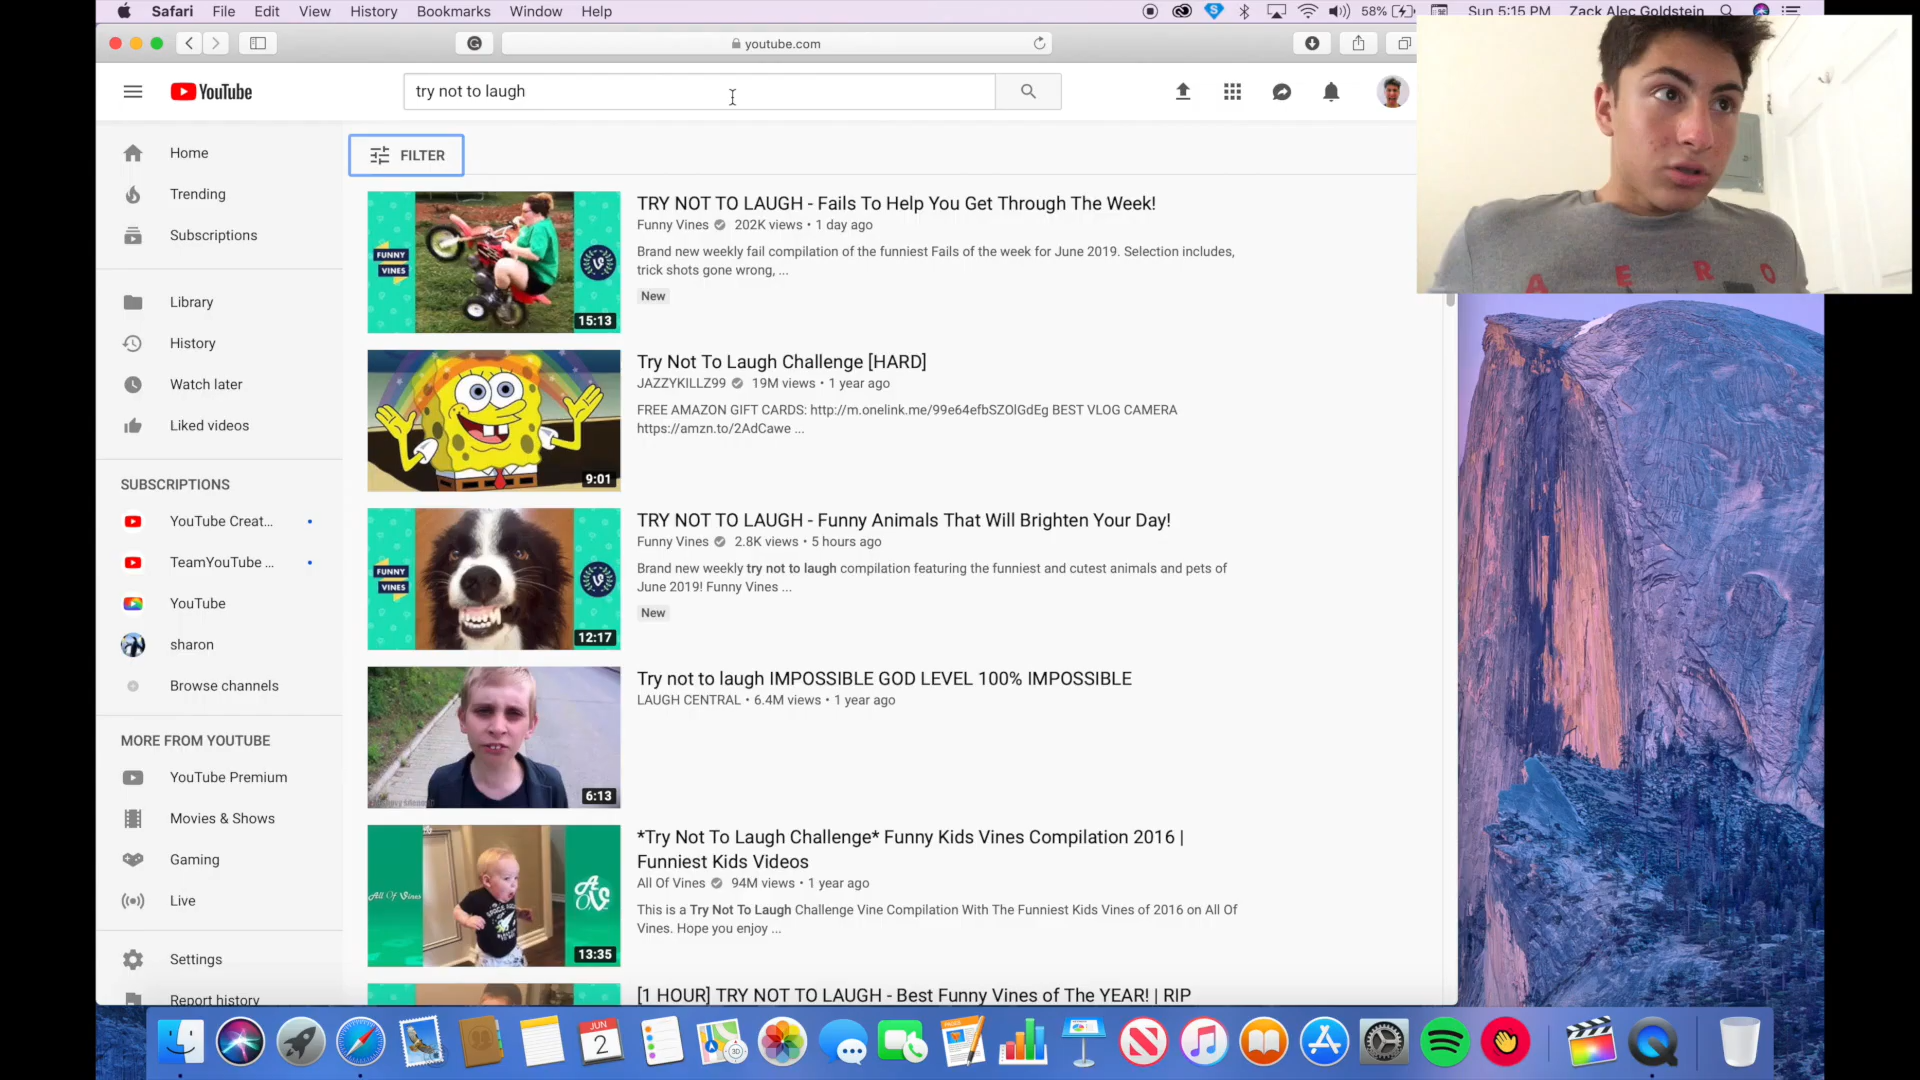 Safari File Edit View History Bookmarks Window Help
58% Sun 5:15 PM Zack Alec Goldstein
youtube.com
YouTube
try not to laugh
Home
Trending
Subscriptions
Library
History
Watch later
Liked videos
SUBSCRIPTIONS
YouTube Creat...
TeamYouTube ...
YouTube
sharon
Browse channels
MORE FROM YOUTUBE
YouTube Premium
Movies & Shows
Gaming
Live
Settings
Report history
FILTER
FUNNY
VINES
15:13
TRY NOT TO LAUGH - Fails To Help You Get Through The Week!
Funny Vines 202K views • 1 day ago
Brand new weekly fail compilation of the funniest Fails of the week for June 2019. Selection includes,
trick shots gone wrong, ...
New
9:01
Try Not To Laugh Challenge [HARD]
JAZZYKILLZ99 19M views • 1 year ago
FREE AMAZON GIFT CARDS: http://m.onelink.me/99e64efbSZOlGdEg BEST VLOG CAMERA
https://amzn.to/2AdCawe ...
FUNNY
VINES
12:17
TRY NOT TO LAUGH - Funny Animals That Will Brighten Your Day!
Funny Vines 2.8K views • 5 hours ago
Brand new weekly try not to laugh compilation featuring the funniest and cutest animals and pets of
June 2019! Funny Vines ...
New
6:13
Try not to laugh IMPOSSIBLE GOD LEVEL 100% IMPOSSIBLE
LAUGH CENTRAL • 6.4M views • 1 year ago
All Of Vines
AOV
13:35
*Try Not To Laugh Challenge* Funny Kids Vines Compilation 2016 |
Funniest Kids Videos
All Of Vines 94M views • 1 year ago
This is a Try Not To Laugh Challenge Vine Compilation With The Funniest Kids Vines of 2016 on All Of
Vines. Hope you enjoy ...
[1 HOUR] TRY NOT TO LAUGH - Best Funny Vines of The YEAR! | RIP
AERO
JUN
2
PAGES
3D